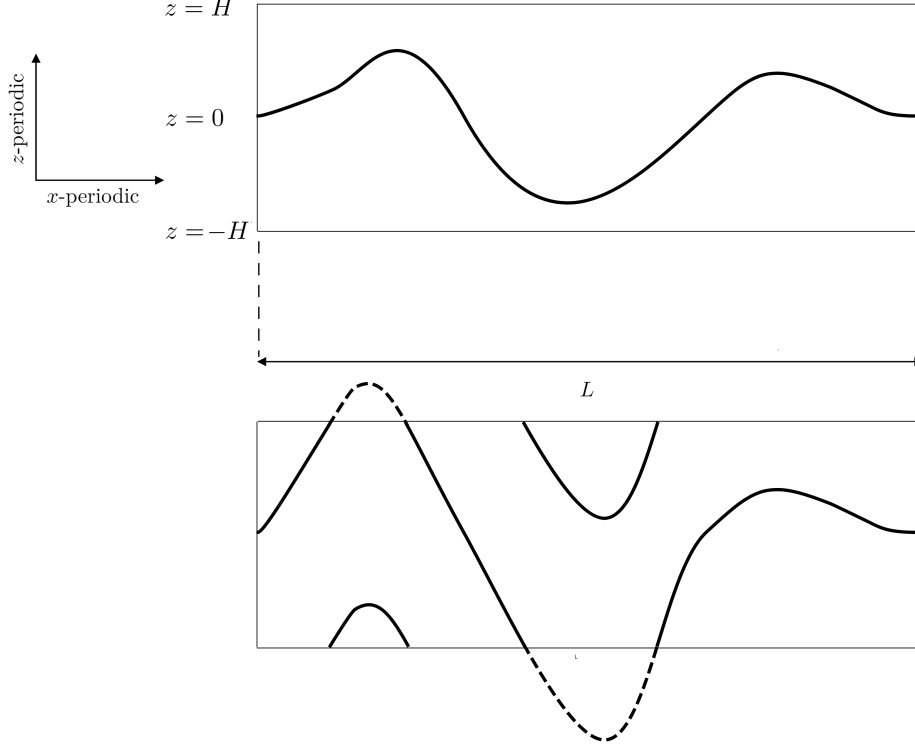 z = H
z-periodic
z = 0
x-periodic
z = -H
L
L